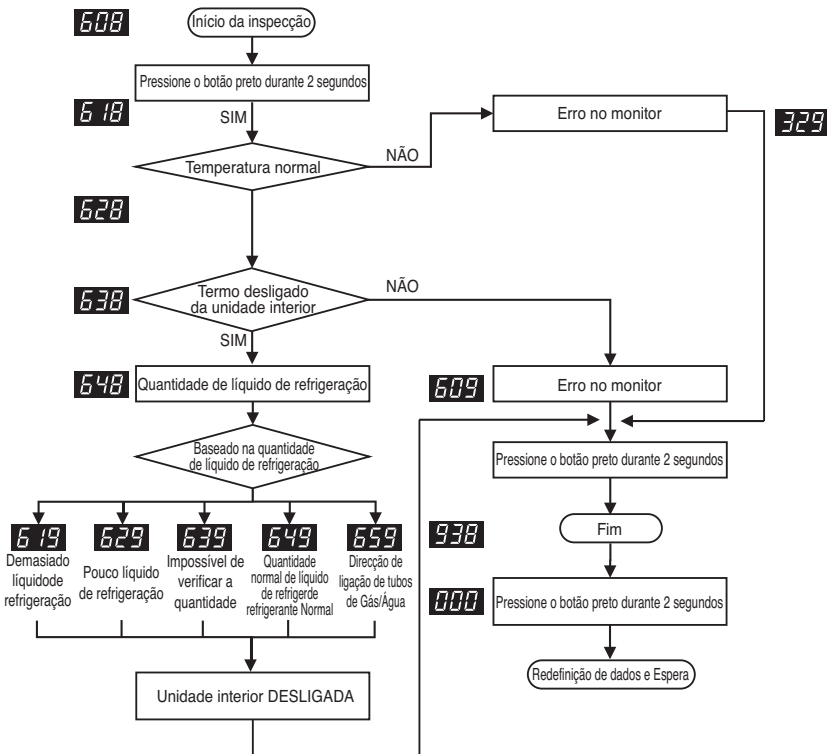 608
Início da inspecção
Pressione o botão preto durante 2 segundos
618
SIM
Temperatura normal
NÃO
Erro no monitor
329
628
638
Termo desligado
da unidade interior
NÃO
SIM
648
Quantidade de líquido de refrigeração
609
Erro no monitor
Baseado na quantidade
de líquido de refrigeração
Pressione o botão preto durante 2 segundos
619
Demasiado
líquidode
refrigeração
629
Pouco líquido
de refrigeração
639
Impossível de
verificar a
quantidade
649
Quantidade
normal de líquido
de refrigerde
refrigerante Normal
659
Direcção de
ligação de tubos
de Gás/Água
938
Fim
000
Pressione o botão preto durante 2 segundos
Unidade interior DESLIGADA
Redefinição de dados e Espera